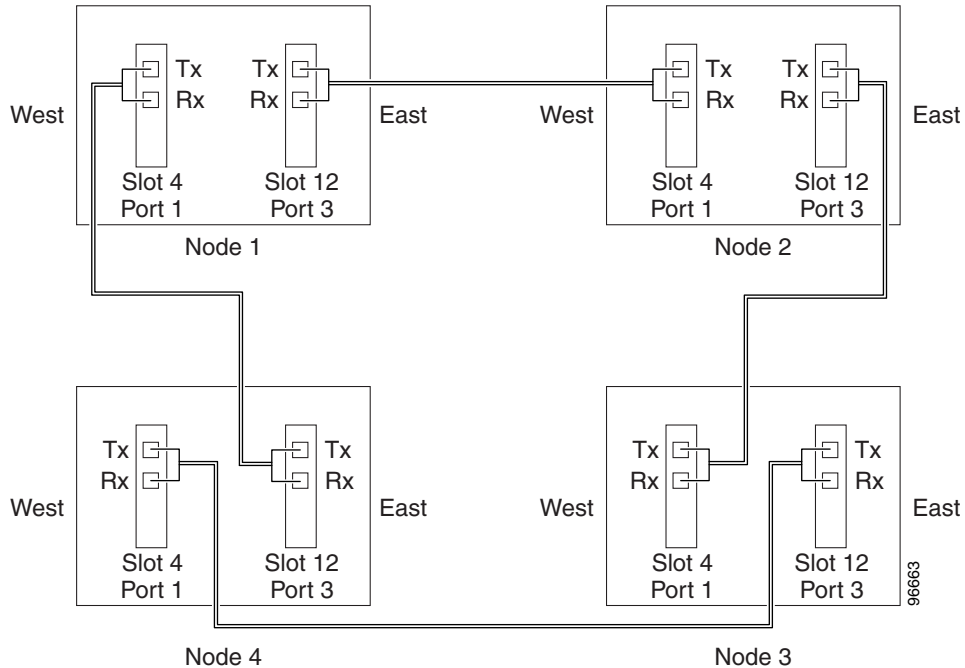 Tx
Rx
Tx
Rx
Tx
Rx
Tx
Rx
West
East
West
East
Slot 4
Port 1
Slot 12
Port 3
Slot 4
Port 1
Slot 12
Port 3
Node 1
Node 2
Tx
Rx
Tx
Rx
Tx
Rx
Tx
Rx
West
East
West
East
Slot 4
Port 1
Slot 12
Port 3
Slot 4
Port 1
Slot 12
Port 3
96663
Node 4
Node 3